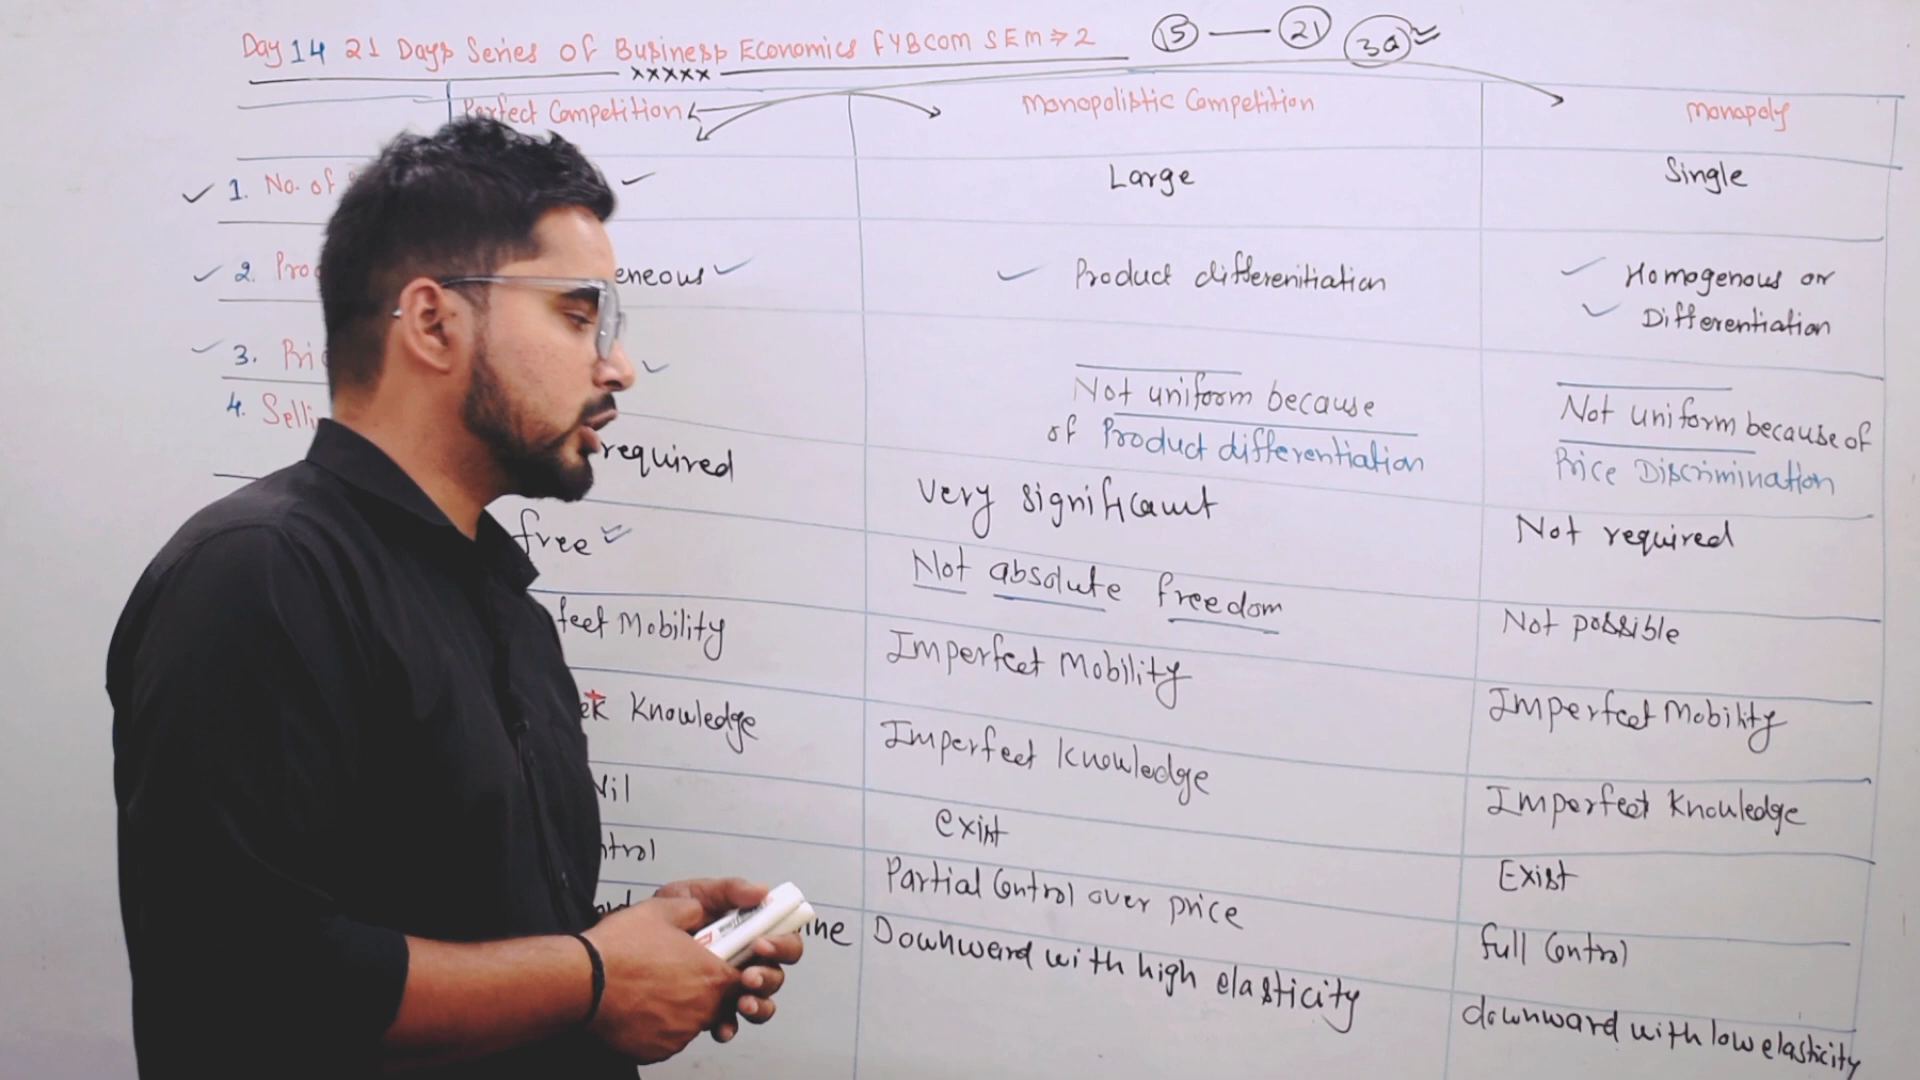 Day 14 21 Days Series of Business Economics FYBCOM SEM⇒2 15 — 21 3Q
xxxxx
Perfect Competition Monopolistic Competition Monopoly
1. No. of Large Single
2. Pro eneous Product differenitiation Homogenous or
Differentiation
3. Pri Not uniform because Not uniform because of
of Product differentiation Price Discrimination
4. Selli required Very significant Not required
free Not absolute freedom Not possible
fect Mobility Imperfect Mobility Imperfect Mobility
Knowledge Imperfect Knowledge Imperfect Knowledge
Nil Exist Exist
ntrol Partial Control over price full Control
ine Downward with high elasticity downward with low elasticity